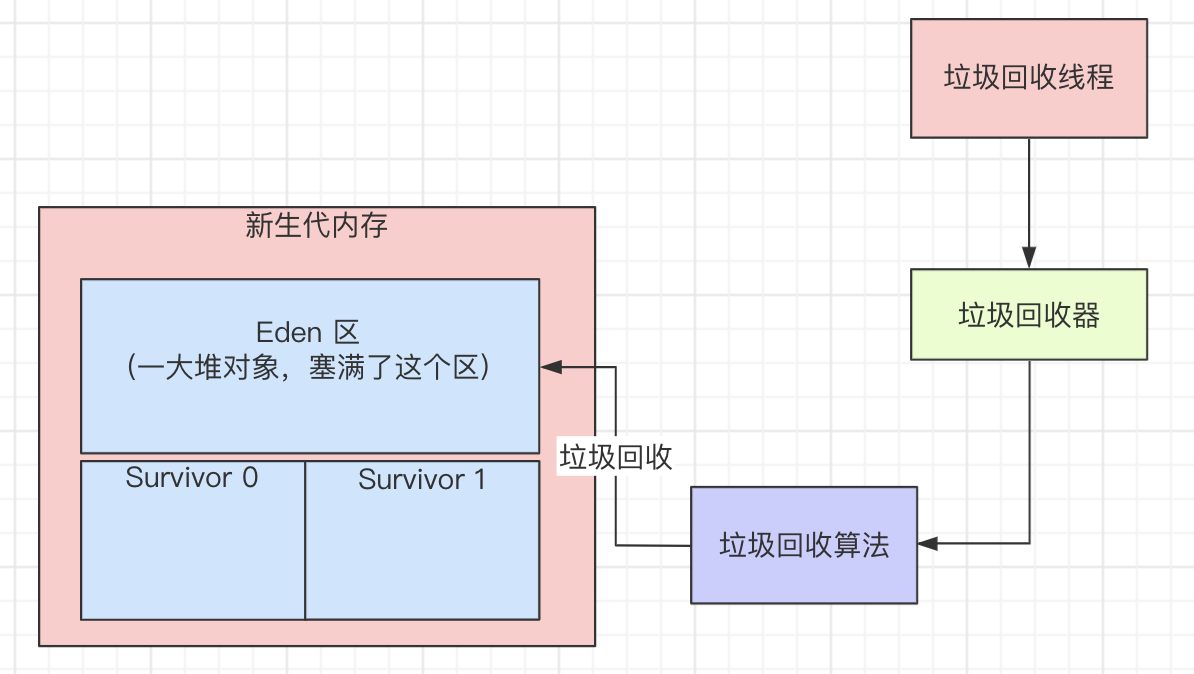 垃圾回收线程
新生代内存
垃圾回收器
Eden 区
(一大堆对象，塞满了这个区)
垃圾回收
Survivor 0
Survivor 1
垃圾回收算法